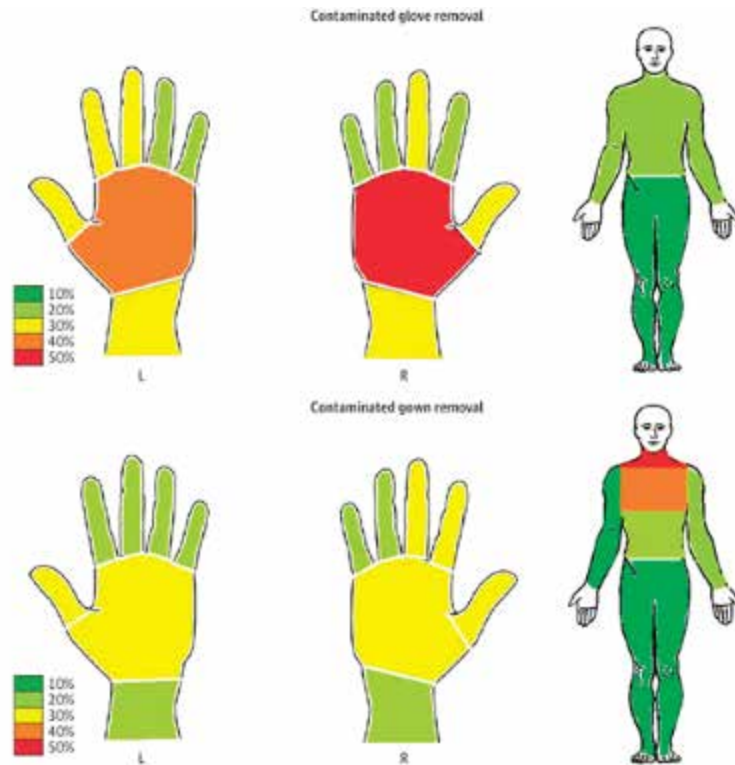 Contaminated glove removal
10%
20%
30%
40%
50%
L
R
Contaminated gown removal
10%
20%
30%
40%
50%
L
R